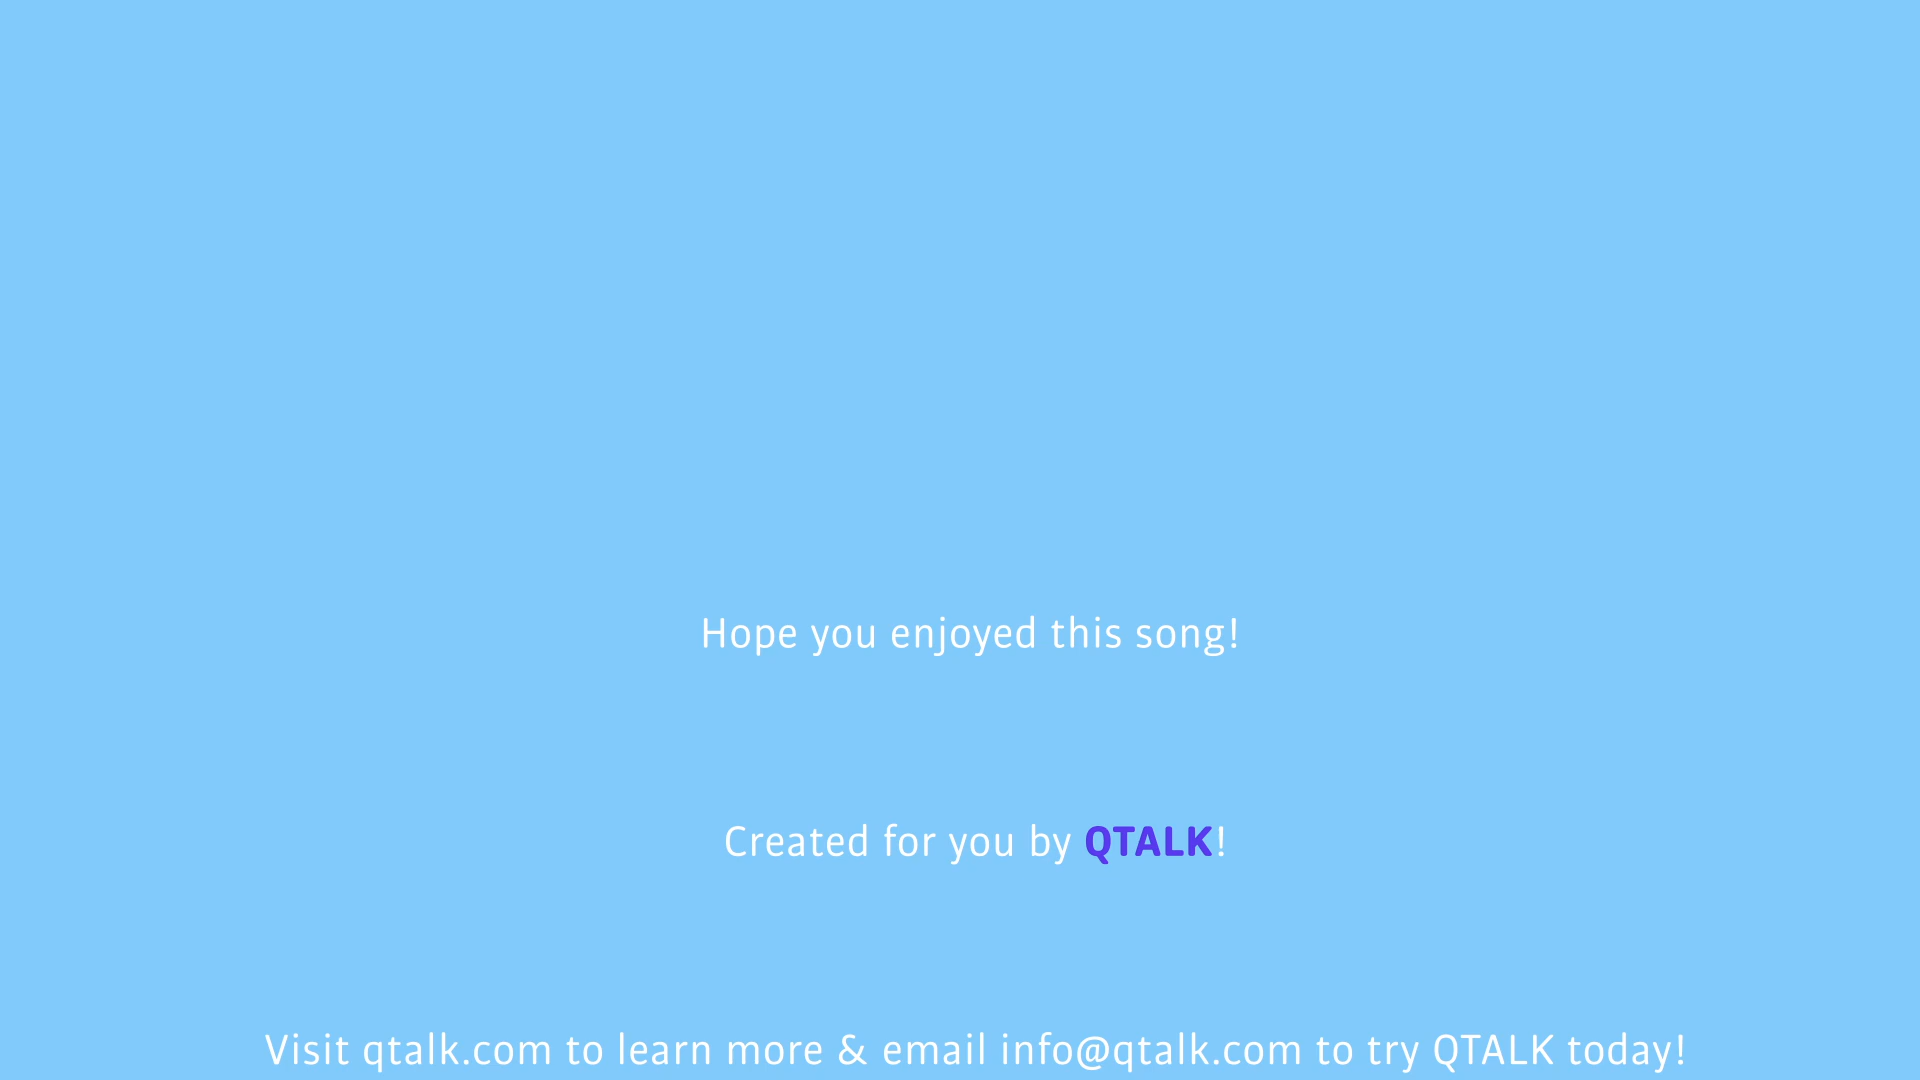 Hope you enjoyed this song!
Created for you by QTALK!
Visit qtalk.com to learn more & email info@qtalk.com to try QTALK today!